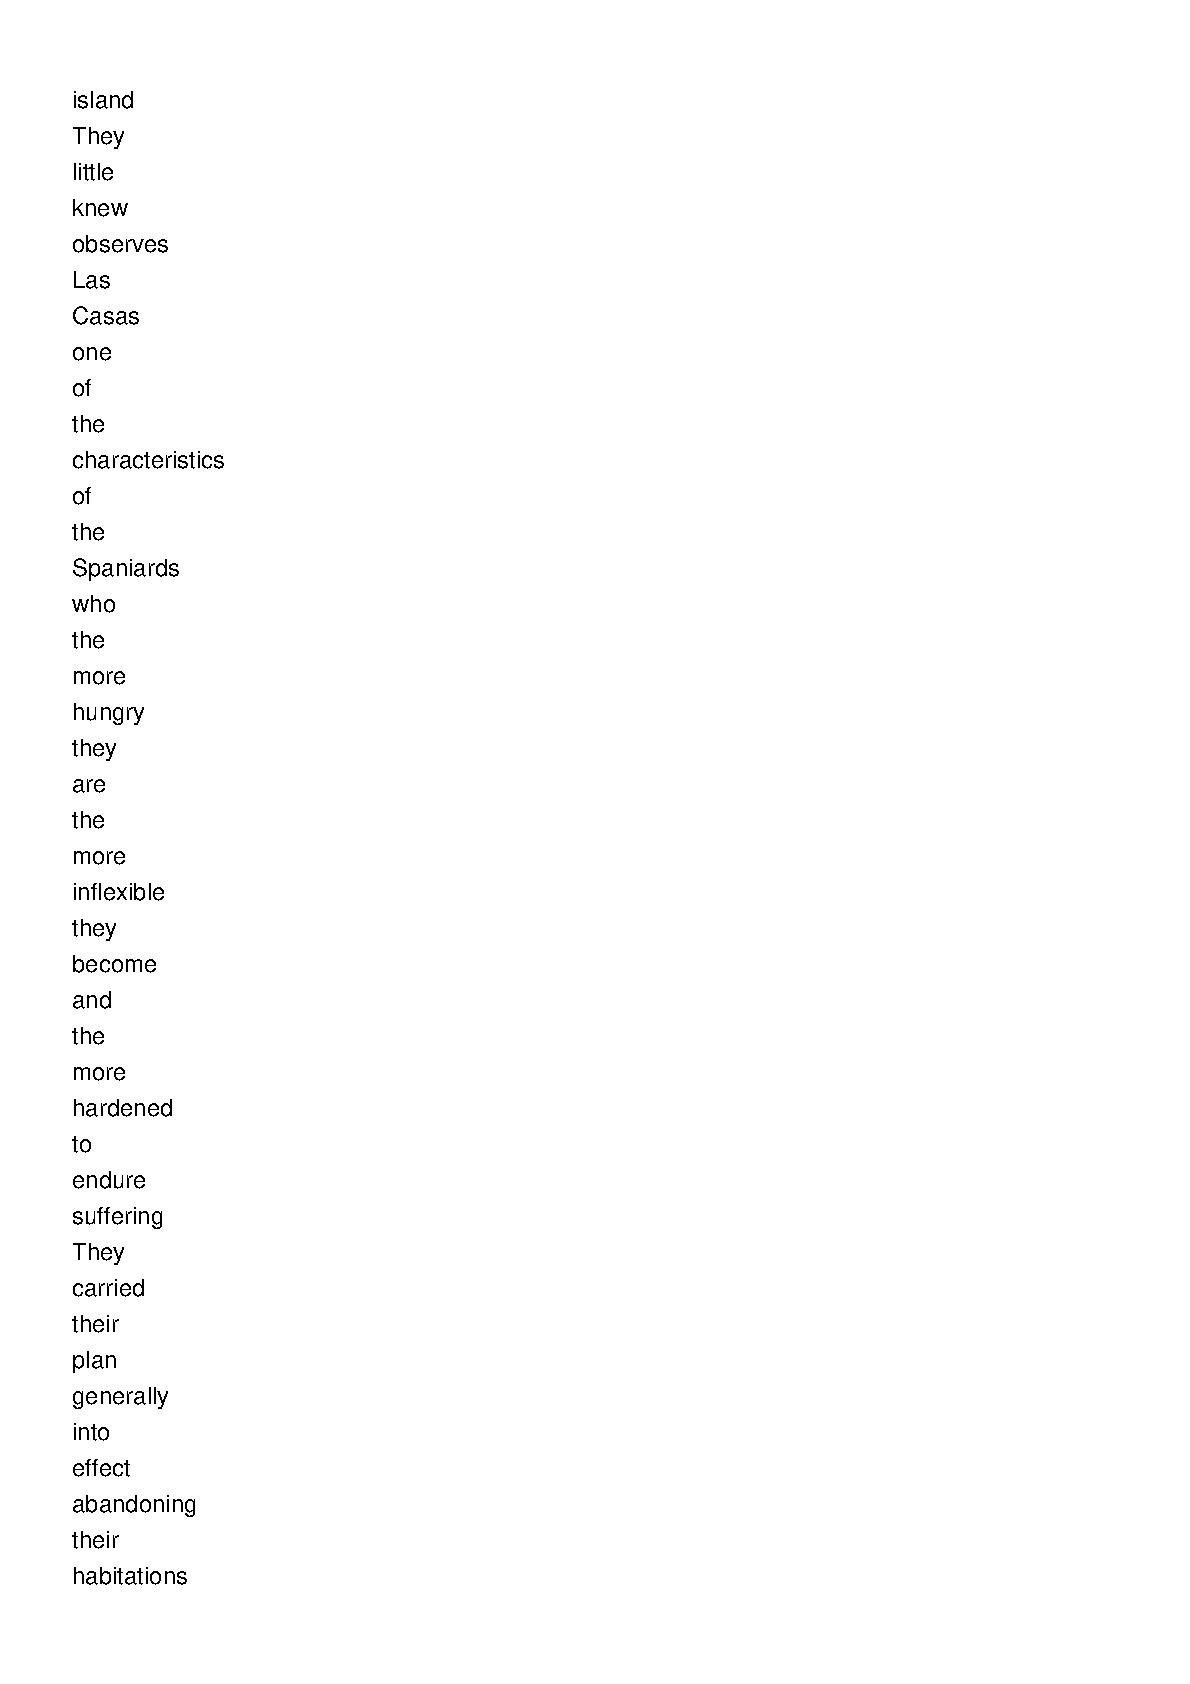 island
They
little
knew
observes
Las
Casas
one
of
the
characteristics
of
the
Spaniards
who
the
more
hungry
they
are
the
more
inflexible
they
become
and
the
more
hardened
to
endure
suffering
They
carried
their
plan
generally
into
effect
abandoning
their
habitations